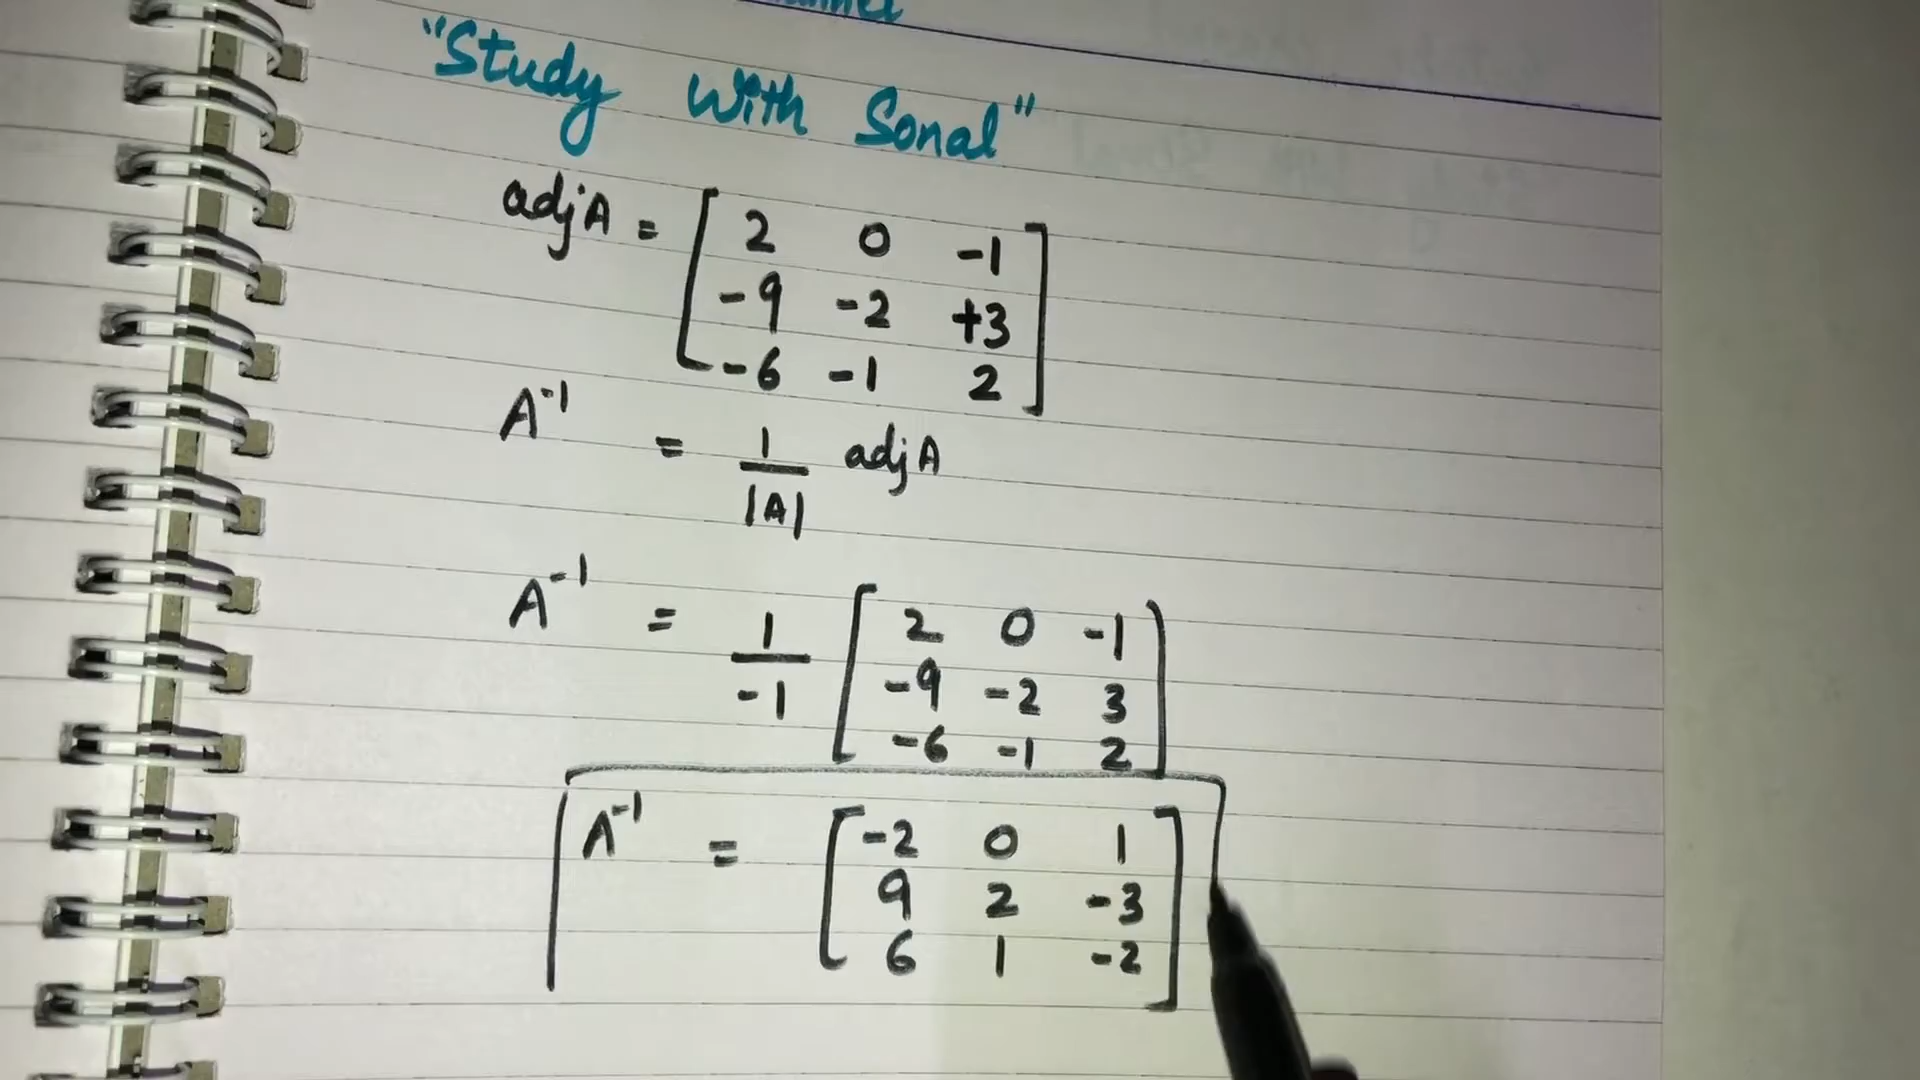 "Study With Sonal"
adjA = [ 2 0 -1
-9 -2 +3
-6 -1 2 ]
A⁻¹ = 1/|A| adjA
A⁻¹ = 1/-1 [ 2 0 -1
-9 -2 3
-6 -1 2 ]
A⁻¹ = [ -2 0 1
9 2 -3
6 1 -2 ]